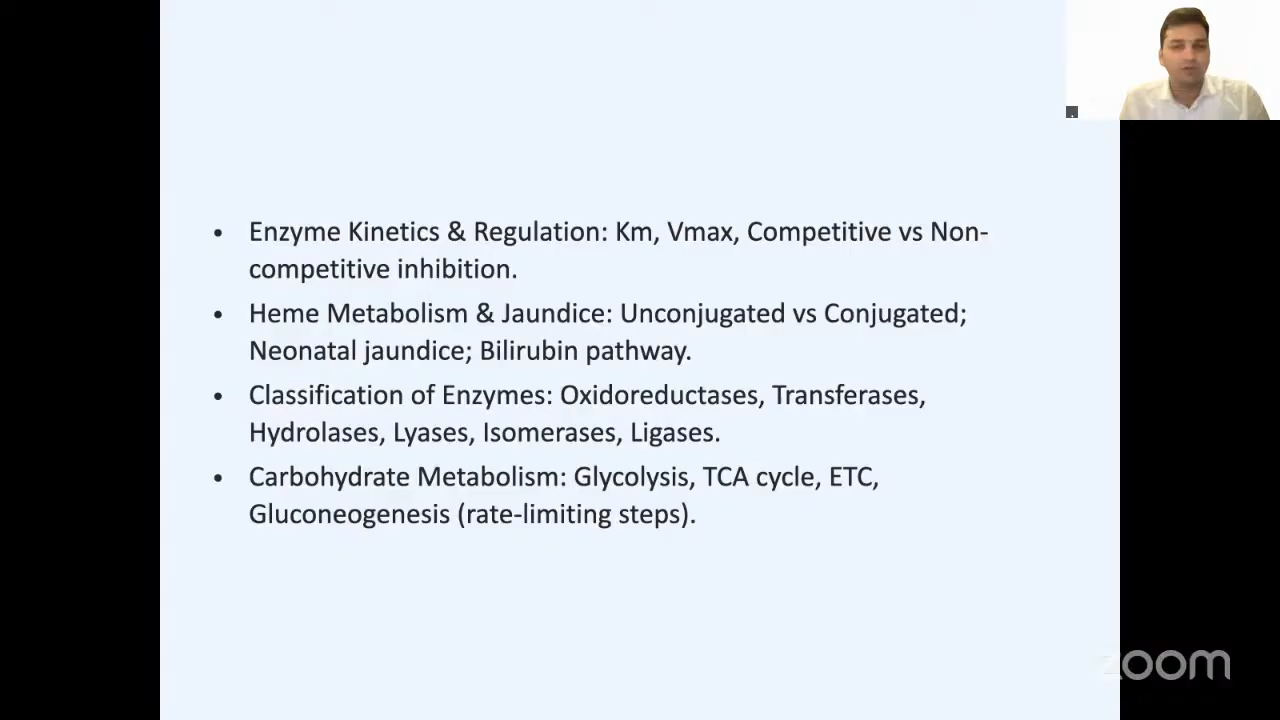 • Enzyme Kinetics & Regulation: Km, Vmax, Competitive vs Non-
competitive inhibition.
• Heme Metabolism & Jaundice: Unconjugated vs Conjugated;
Neonatal jaundice; Bilirubin pathway.
• Classification of Enzymes: Oxidoreductases, Transferases,
Hydrolases, Lyases, Isomerases, Ligases.
• Carbohydrate Metabolism: Glycolysis, TCA cycle, ETC,
Gluconeogenesis (rate-limiting steps).
zoom